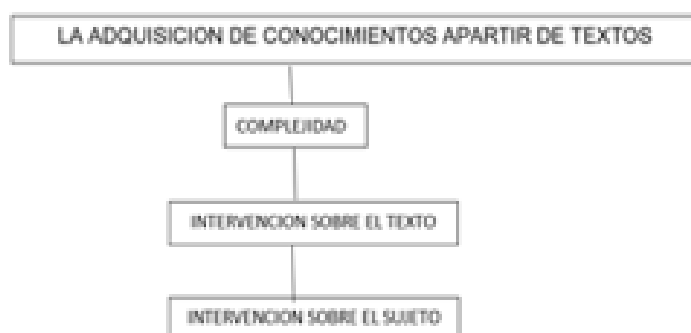 LA ADQUISICION DE CONOCIMIENTOS APARTIR DE TEXTOS
COMPLEJIDAD
INTERVENCION SOBRE EL TEXTO
INTERVENCION SOBRE EL SUJETO